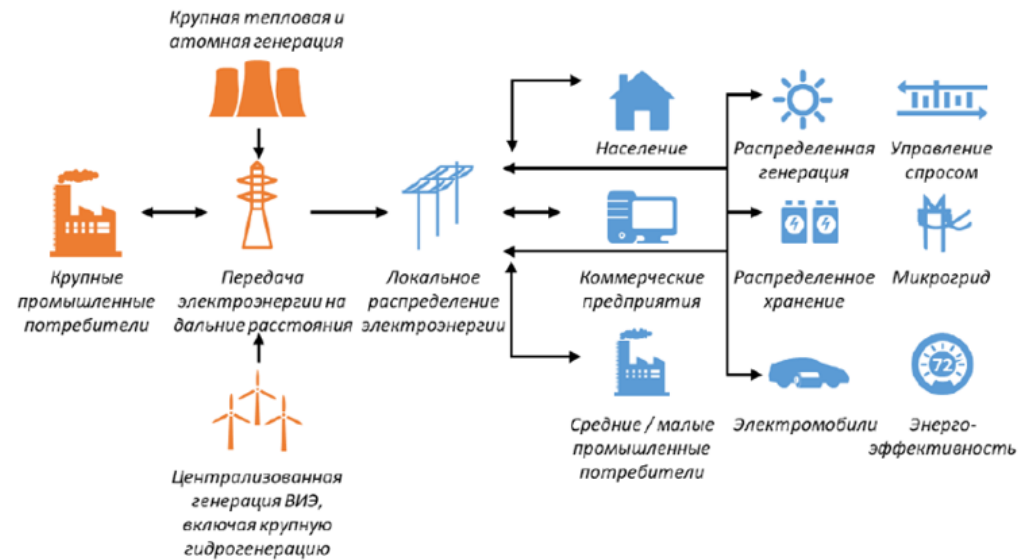 Крупная тепловая и
атомная генерация
Население
Распределенная
генерация
Управление
спросом
Крупные
промышленные
потребители
Передача
электроэнергии на
дальние расстояния
Локальное
распределение
электроэнергии
Коммерческие
предприятия
Распределенное
хранение
Микрогрид
72
Средние / малые
промышленные
потребители
Электромобили
Энерго-
эффективность
Централизованная
генерация ВИЭ,
включая крупную
гидрогенерацию